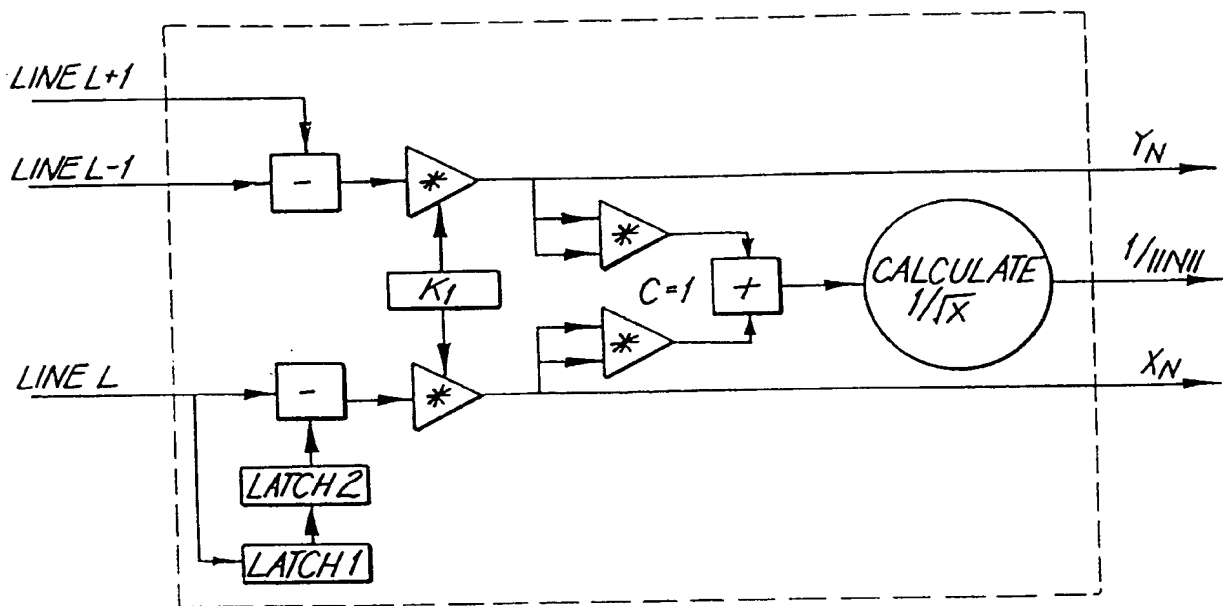 LINE L+1
LINE L-1
-
*
Y_N
*
K1
C=1
+
CALCULATE
1/√X
1/||N||
*
LINE L
-
*
X_N
LATCH 2
LATCH 1